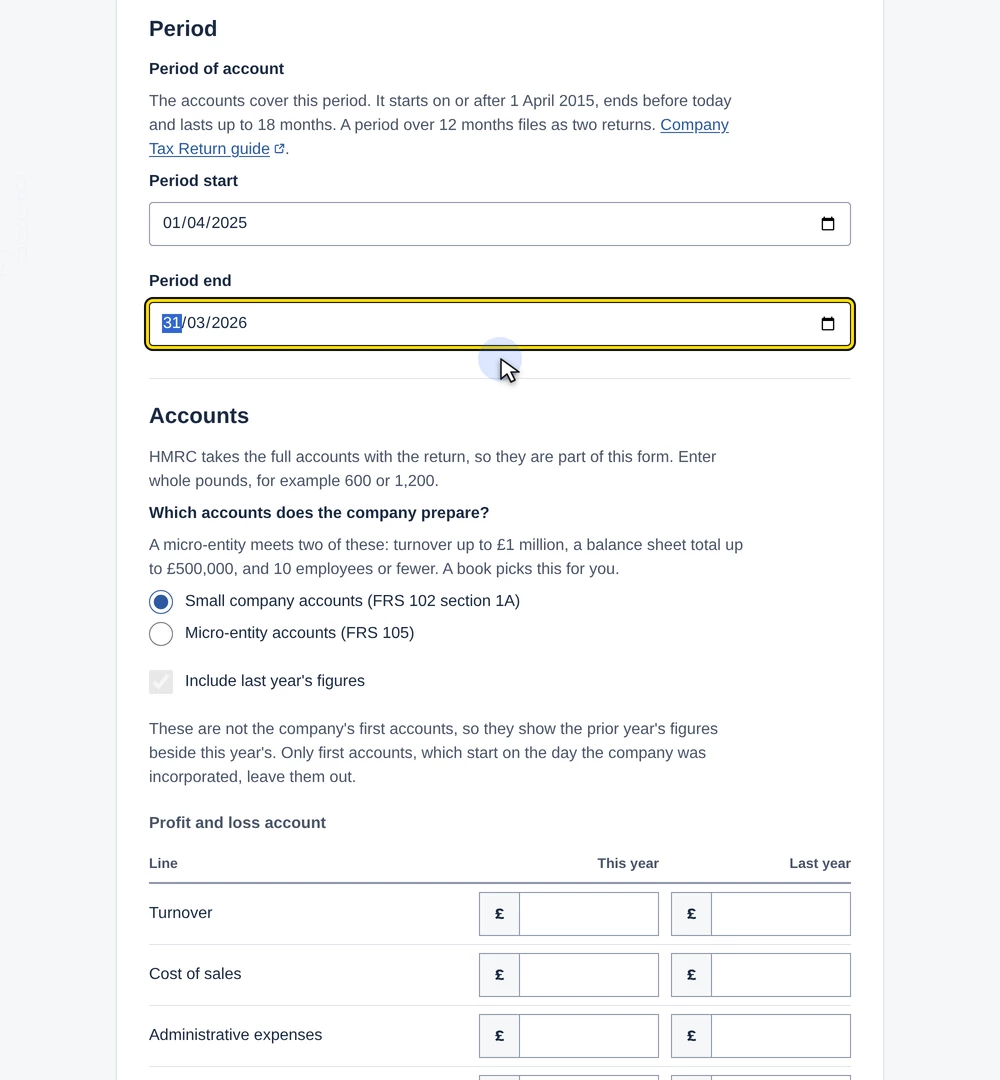 Period
Period of account
The accounts cover this period. It starts on or after 1 April 2015, ends before today
and lasts up to 18 months. A period over 12 months files as two returns. Company
Tax Return guide.
Period start
01/04/2025
Period end
31/03/2026
Accounts
HMRC takes the full accounts with the return, so they are part of this form. Enter
whole pounds, for example 600 or 1,200.
Which accounts does the company prepare?
A micro-entity meets two of these: turnover up to £1 million, a balance sheet total up
to £500,000, and 10 employees or fewer. A book picks this for you.
Small company accounts (FRS 102 section 1A)
Micro-entity accounts (FRS 105)
Include last year's figures
These are not the company's first accounts, so they show the prior year's figures
beside this year's. Only first accounts, which start on the day the company was
incorporated, leave them out.
Profit and loss account
Line This year Last year
Turnover £ £
Cost of sales £ £
Administrative expenses £ £